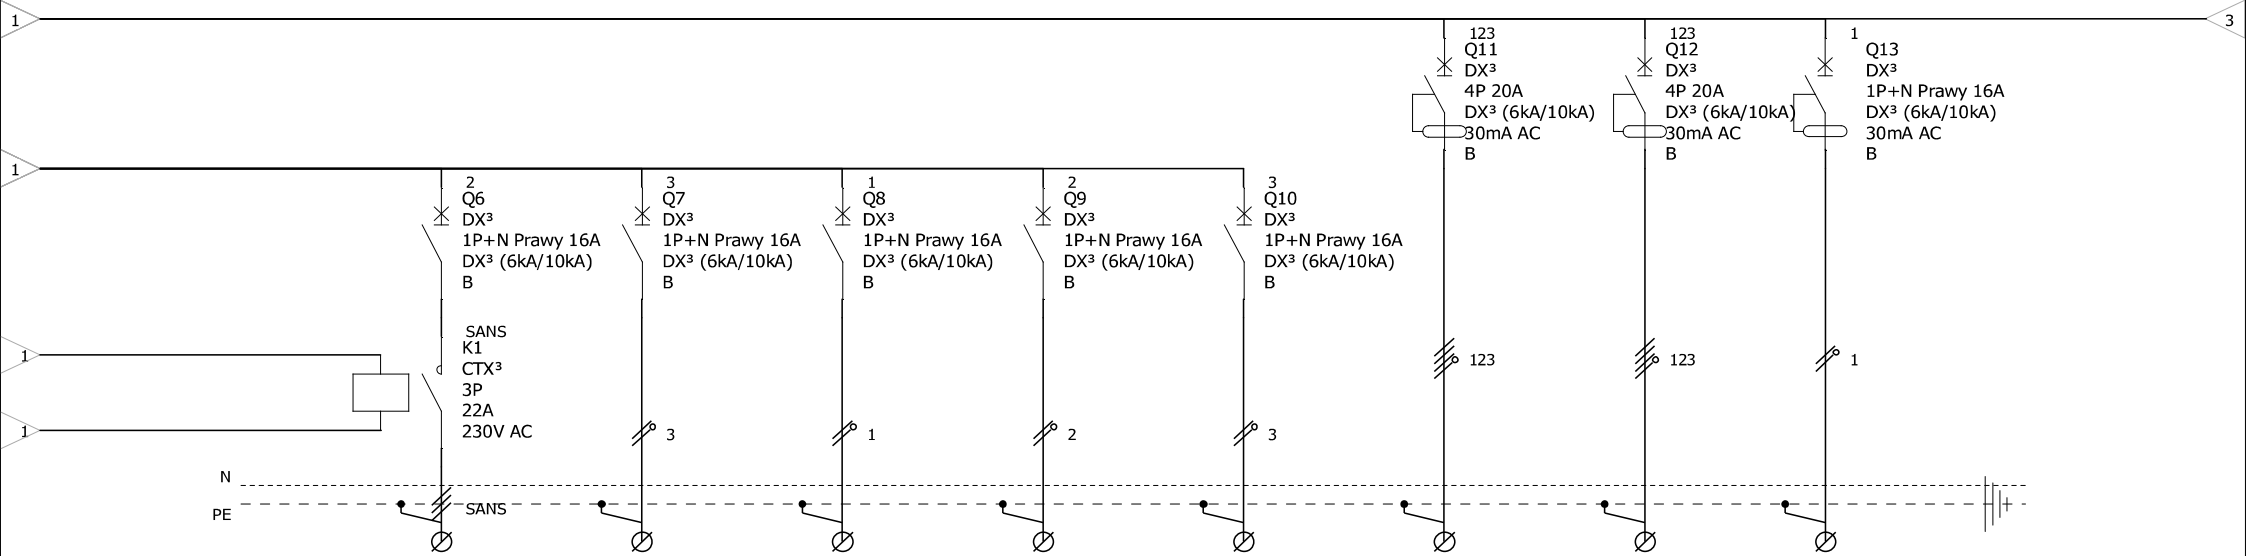 1
3
123
Q11
DX³
4P 20A
DX³ (6kA/10kA)
30mA AC
B
123
Q12
DX³
4P 20A
DX³ (6kA/10kA)
30mA AC
B
1
Q13
DX³
1P+N Prawy 16A
DX³ (6kA/10kA)
30mA AC
B
1
2
Q6
DX³
1P+N Prawy 16A
DX³ (6kA/10kA)
B
3
Q7
DX³
1P+N Prawy 16A
DX³ (6kA/10kA)
B
1
Q8
DX³
1P+N Prawy 16A
DX³ (6kA/10kA)
B
2
Q9
DX³
1P+N Prawy 16A
DX³ (6kA/10kA)
B
3
Q10
DX³
1P+N Prawy 16A
DX³ (6kA/10kA)
B
1
SANS
K1
CTX³
3P
22A
230V AC
123
123
1
1
3
1
2
3
N
PE
SANS